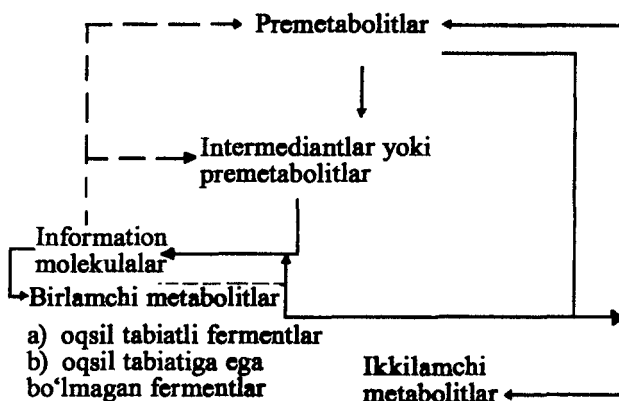 Premetabolitlar
Intermediantlar yoki
premetabolitlar
Information
molekulalar
Birlamchi metabolitlar
a) oqsil tabiatli fermentlar
b) oqsil tabiatiga ega
bo‘lmagan fermentlar
Ikkilamchi
metabolitlar